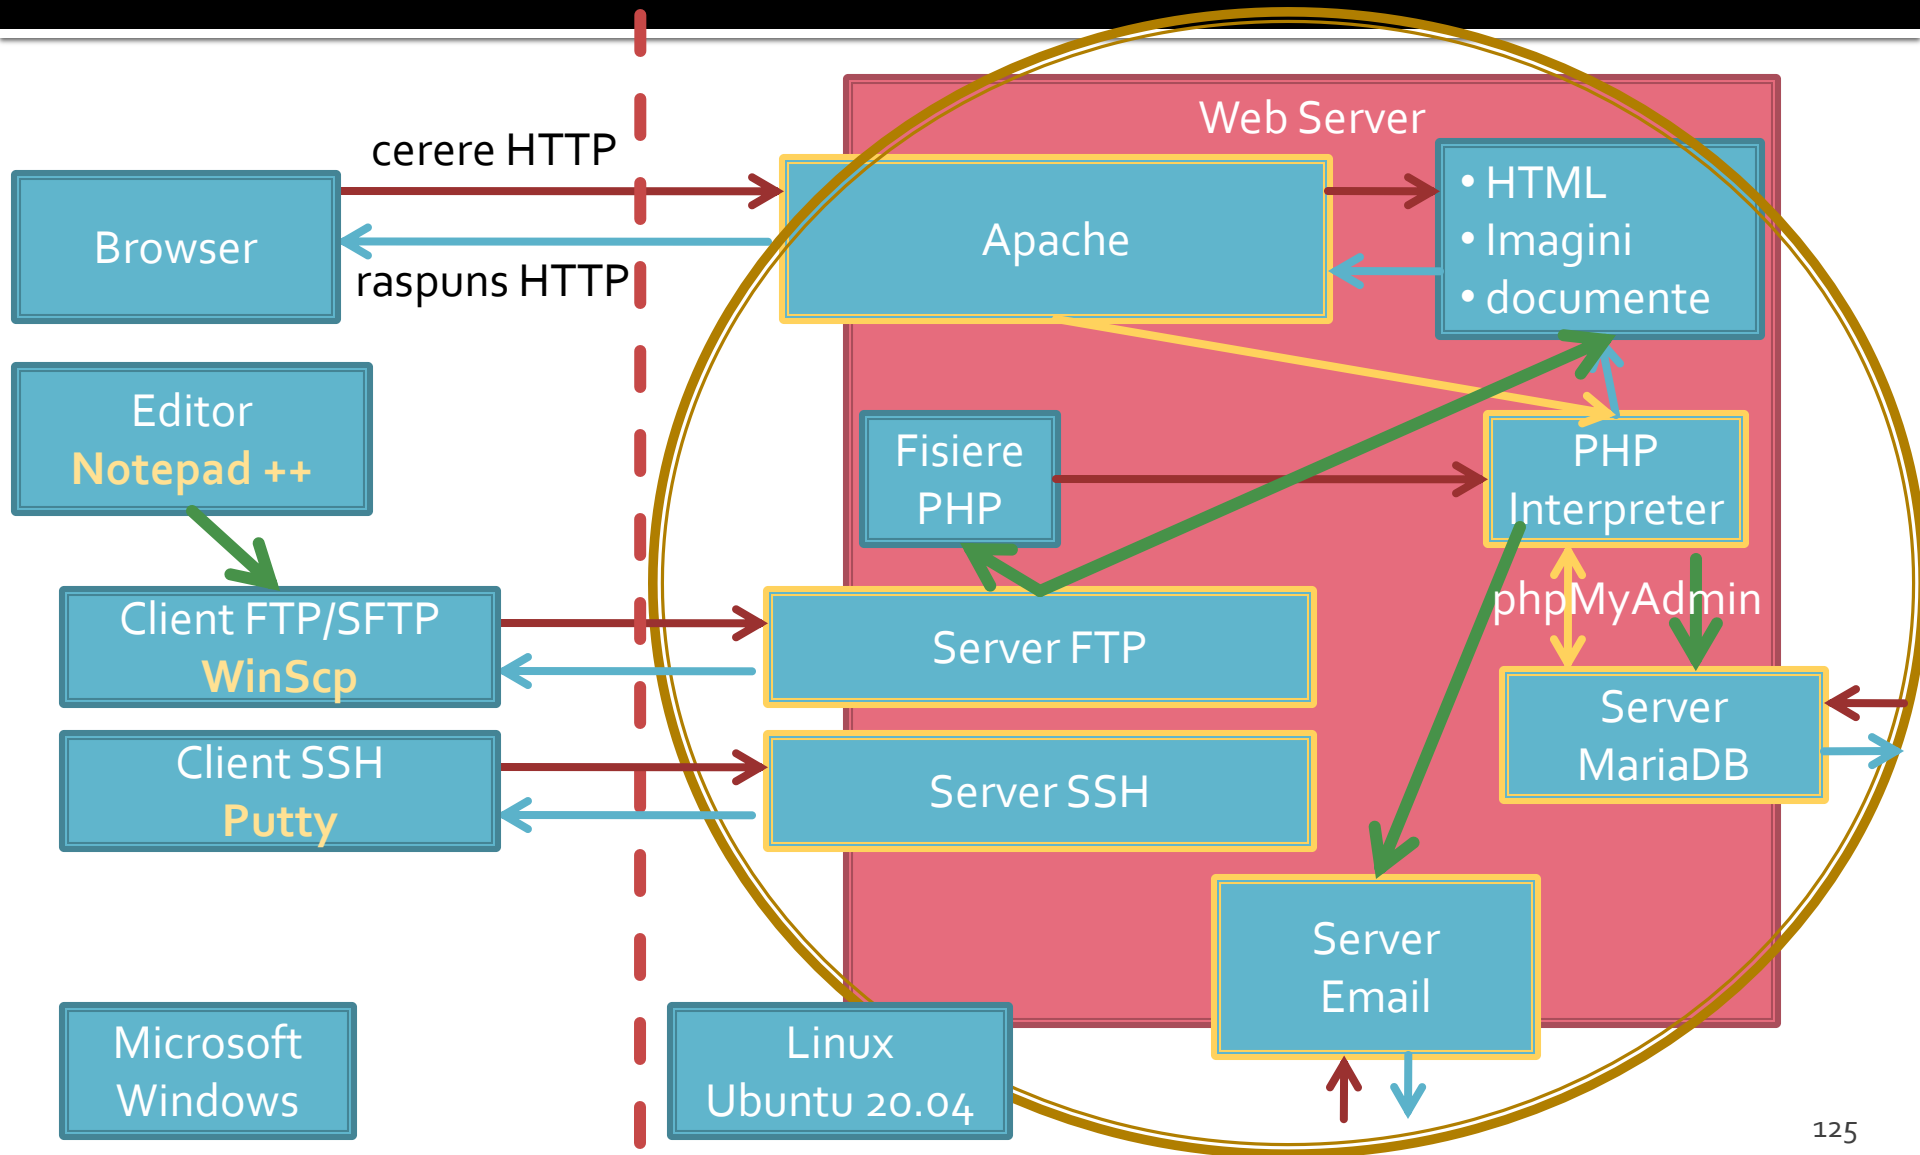 Web Server
cerere HTTP
Browser
raspuns HTTP
Apache
• HTML
• Imagini
• documente
Editor
Notepad ++
Fisiere
PHP
PHP
Interpreter
phpMyAdmin
Client FTP/SFTP
WinScp
Server FTP
Server
MariaDB
Client SSH
Putty
Server SSH
Server
Email
Microsoft
Windows
Linux
Ubuntu 20.04
125